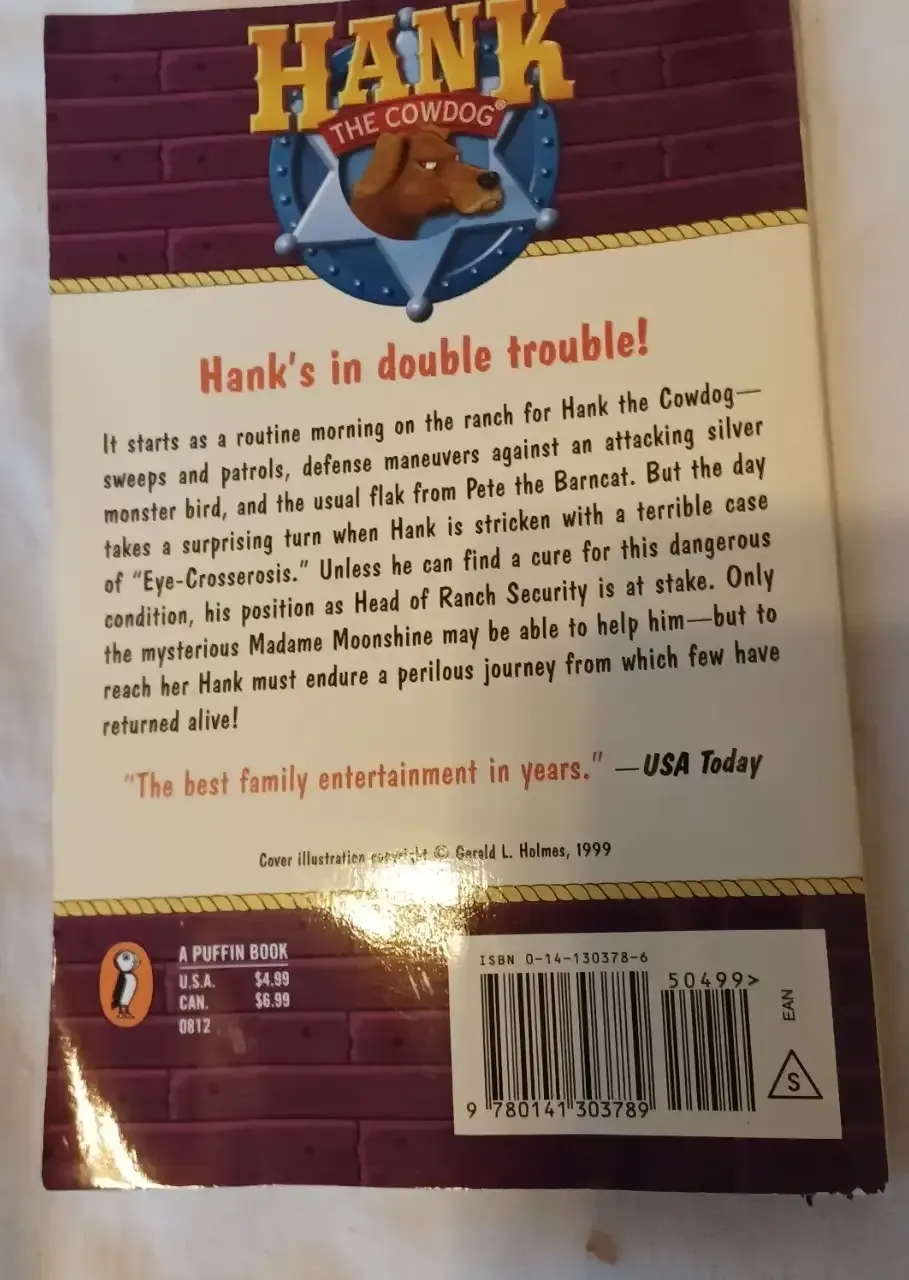 HANK
THE COWDOG®
Hank's in double trouble!
It starts as a routine morning on the ranch for Hank the Cowdog—
sweeps and patrols, defense maneuvers against an attacking silver
monster bird, and the usual flak from Pete the Barncat. But the day
takes a surprising turn when Hank is stricken with a terrible case
of "Eye-Crosserosis." Unless he can find a cure for this dangerous
condition, his position as Head of Ranch Security is at stake. Only
the mysterious Madame Moonshine may be able to help him—but to
reach her Hank must endure a perilous journey from which few have
returned alive!
"The best family entertainment in years." —USA Today
Cover illustration copyright © Gerald L. Holmes, 1999
A PUFFIN BOOK
U.S.A. $4.99
CAN. $6.99
0812
ISBN 0-14-130378-6
50499>
EAN
S
9 780141 303789